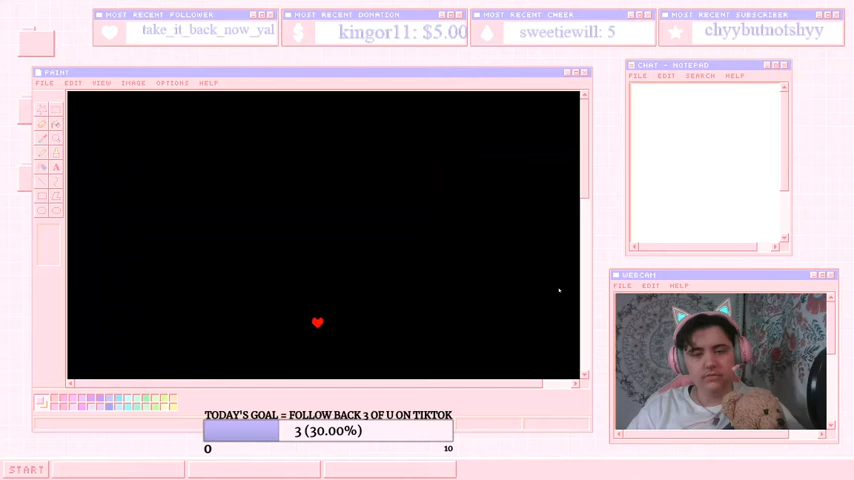 MOST RECENT FOLLOWER
take_it_back_now_yal
MOST RECENT DONATION
kingor11: $5.00
MOST RECENT CHEER
sweetiewill: 5
MOST RECENT SUBSCRIBER
chyybutnotshyy
PAINT
FILE EDIT VIEW IMAGE OPTIONS HELP
A
CHAT - NOTEPAD
FILE EDIT SEARCH HELP
WEBCAM
FILE EDIT HELP
TODAY'S GOAL = FOLLOW BACK 3 OF U ON TIKTOK
3 (30.00%)
0 10
START